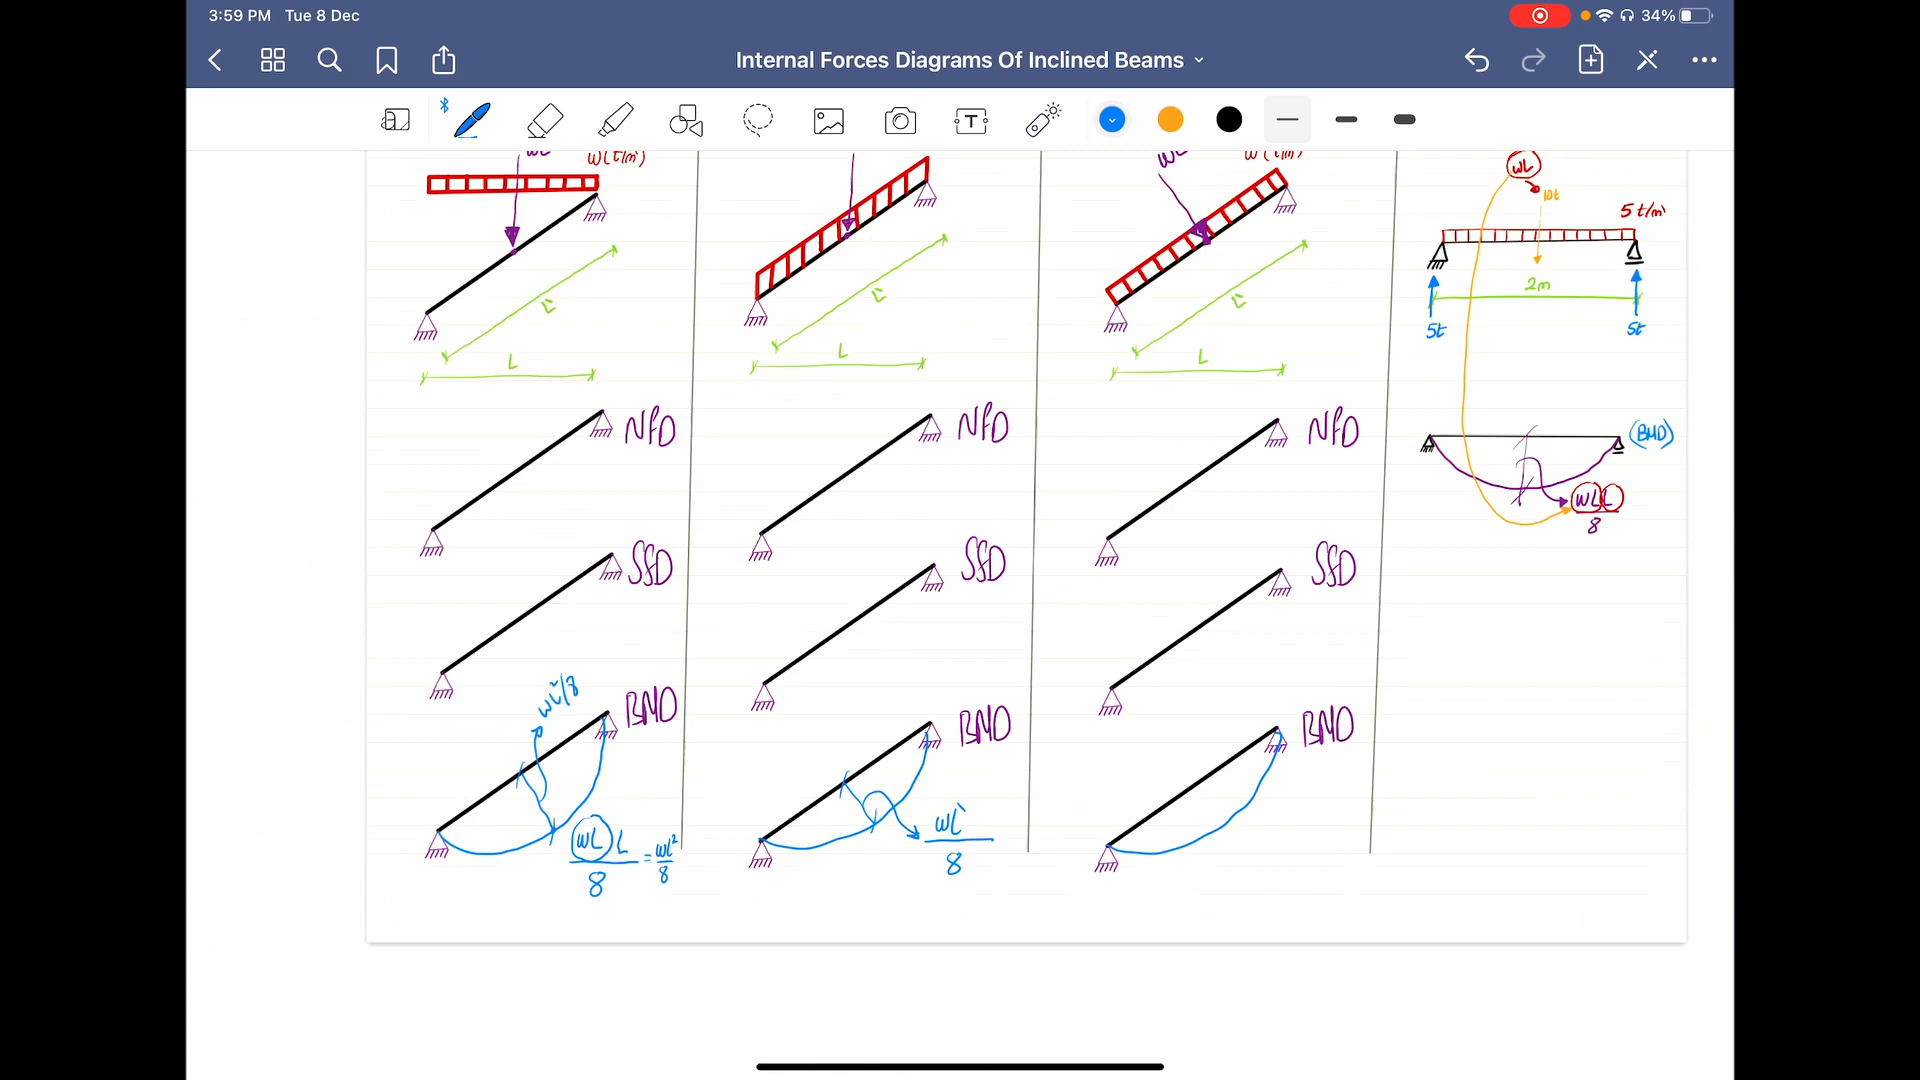 3:59 PM Tue 8 Dec
34%
Internal Forces Diagrams Of Inclined Beams
T
w(t/m')
L'
L
NFD
SFD
BMD
wL²/8
wL L
8
= wL²
8
L'
L
NFD
SFD
BMD
wL'
8
w(t/m')
L'
L
NFD
SFD
BMD
wL
10t
5 t/m'
2m
5t
5t
(BMD)
wL L
8